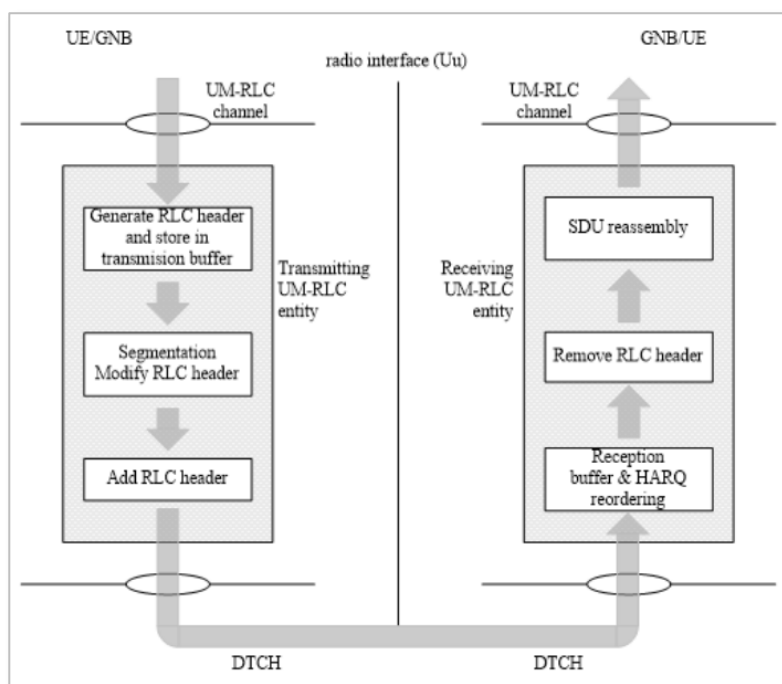 UE/GNB
GNB/UE
radio interface (Uu)
UM-RLC
channel
UM-RLC
channel
Generate RLC header
and store in
transmision buffer
Transmitting
UM-RLC
entity
Segmentation
Modify RLC header
Add RLC header
Receiving
UM-RLC
entity
SDU reassembly
Remove RLC header
Reception
buffer & HARQ
reordering
DTCH
DTCH